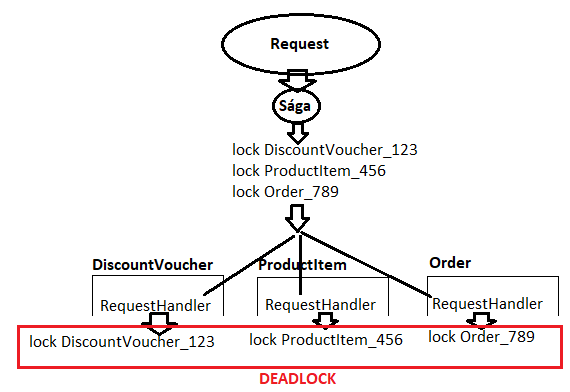 Request
Sága
lock DiscountVoucher_123
lock ProductItem_456
lock Order_789
DiscountVoucher
ProductItem
Order
RequestHandler
RequestHandler
RequestHandler
lock DiscountVoucher_123
lock ProductItem_456
lock Order_789
DEADLOCK